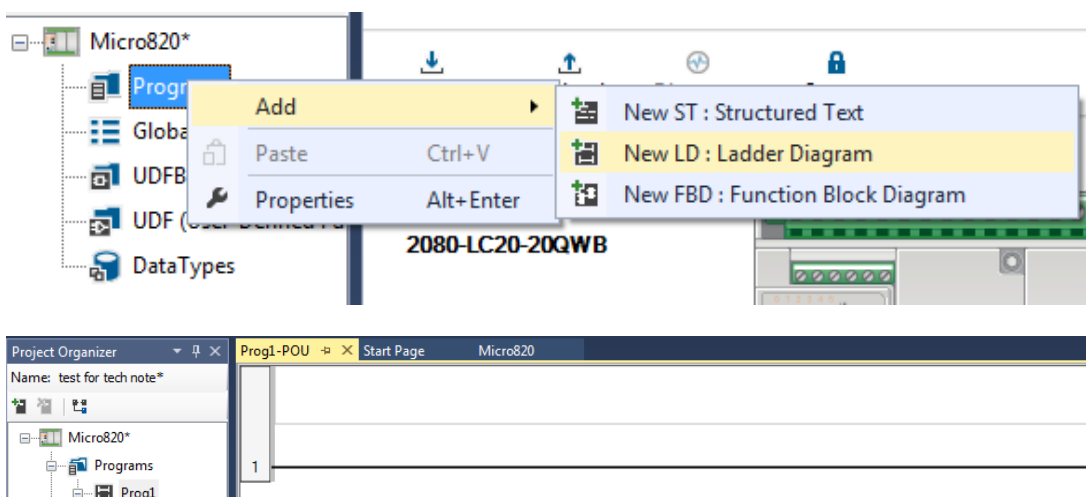 Micro820*
Add
New ST : Structured Text
Paste Ctrl+V
New LD : Ladder Diagram
Properties Alt+Enter
New FBD : Function Block Diagram
UDF
2080-LC20-20QWB
DataTypes
Project Organizer
Prog1-POU Start Page Micro820
Name: test for tech note*
Micro820*
Programs
1
Prog1